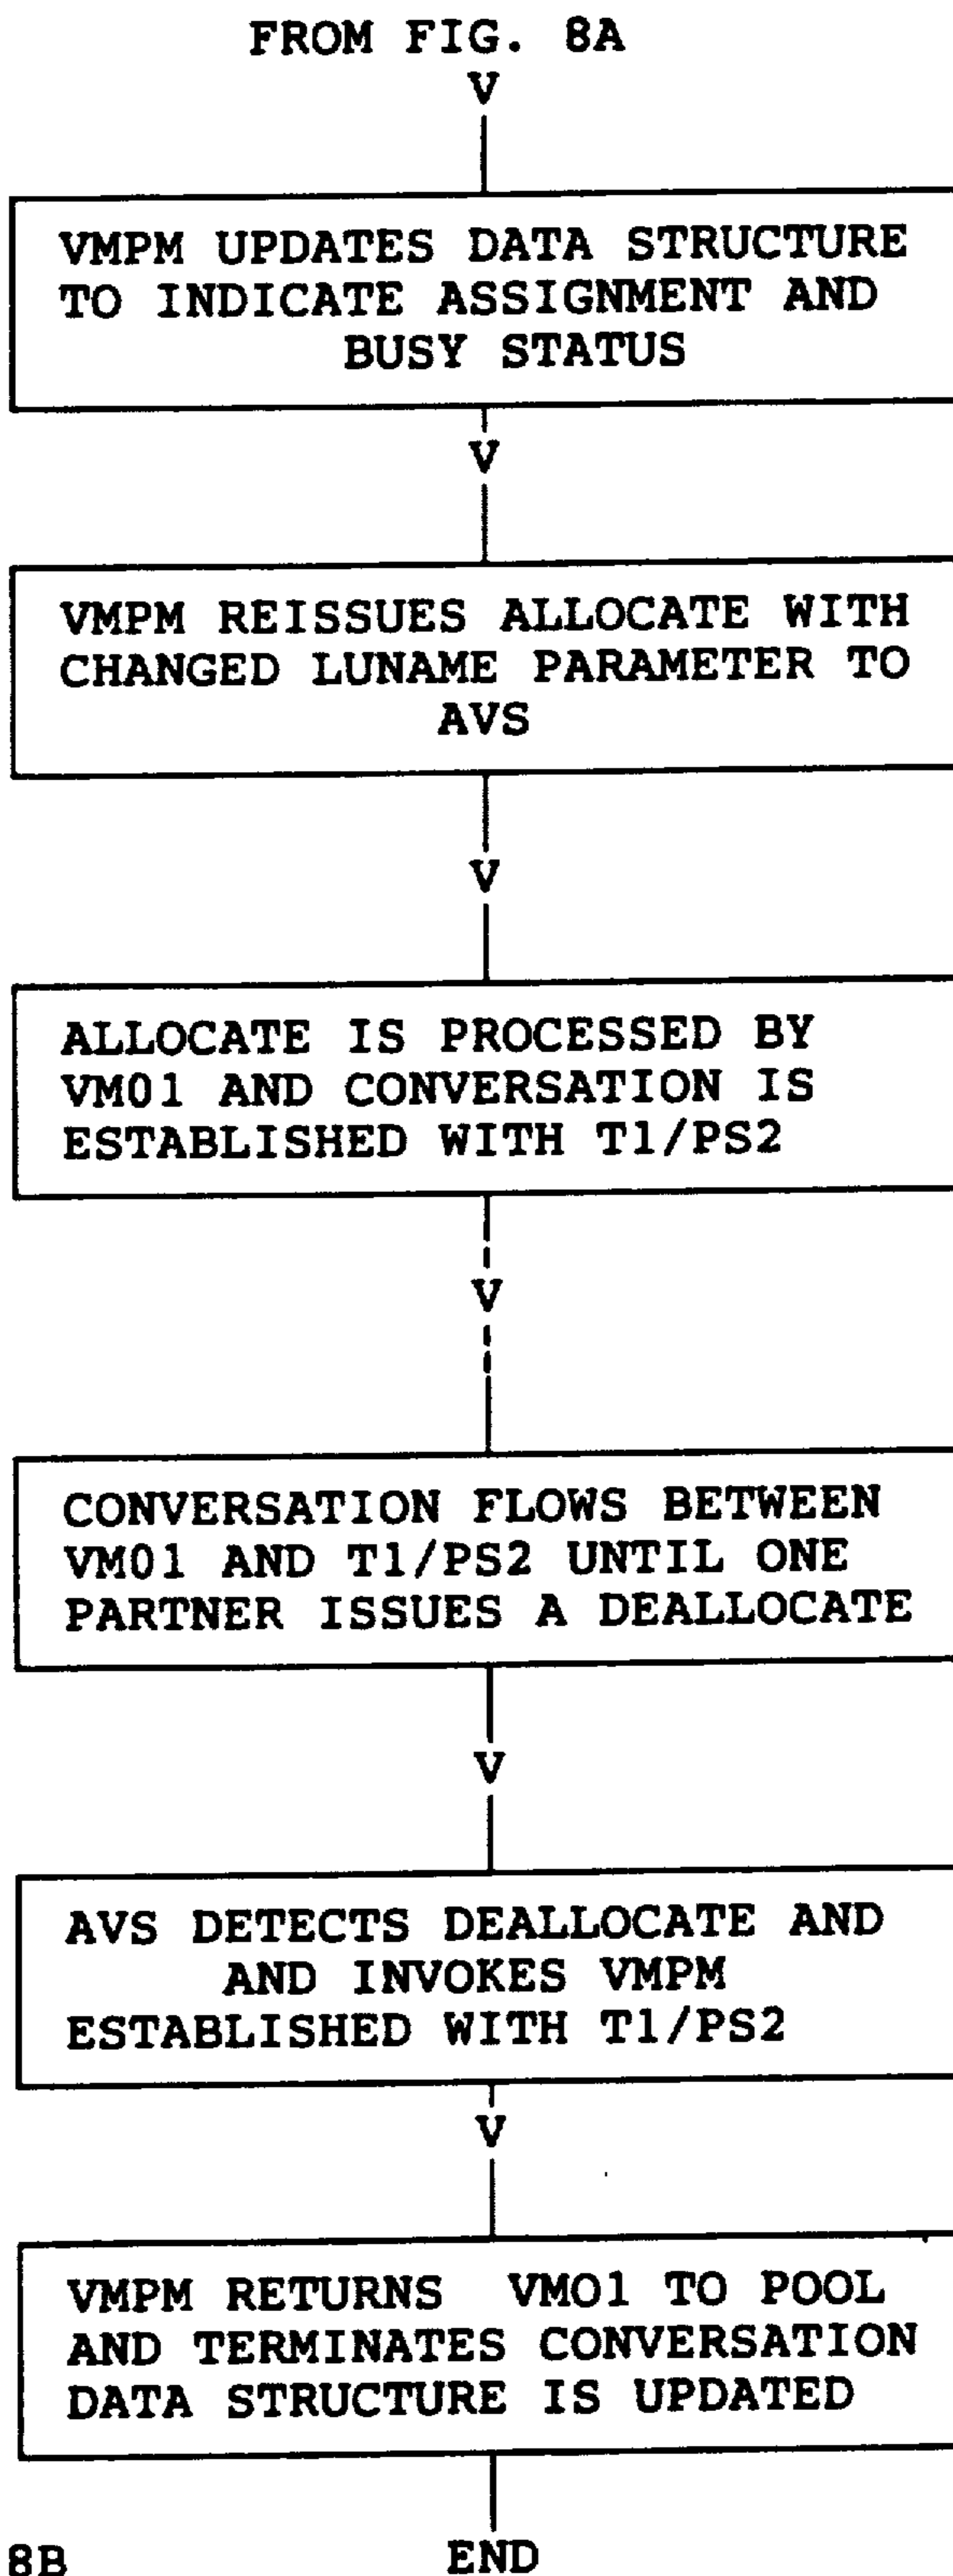 FROM FIG. 8A
V
VMPM UPDATES DATA STRUCTURE
TO INDICATE ASSIGNMENT AND
BUSY STATUS
V
VMPM REISSUES ALLOCATE WITH
CHANGED LUNAME PARAMETER TO
AVS
V
ALLOCATE IS PROCESSED BY
VM01 AND CONVERSATION IS
ESTABLISHED WITH T1/PS2
V
CONVERSATION FLOWS BETWEEN
VM01 AND T1/PS2 UNTIL ONE
PARTNER ISSUES A DEALLOCATE
V
AVS DETECTS DEALLOCATE AND
AND INVOKES VMPM
ESTABLISHED WITH T1/PS2
V
VMPM RETURNS VMO1 TO POOL
AND TERMINATES CONVERSATION
DATA STRUCTURE IS UPDATED
8B END